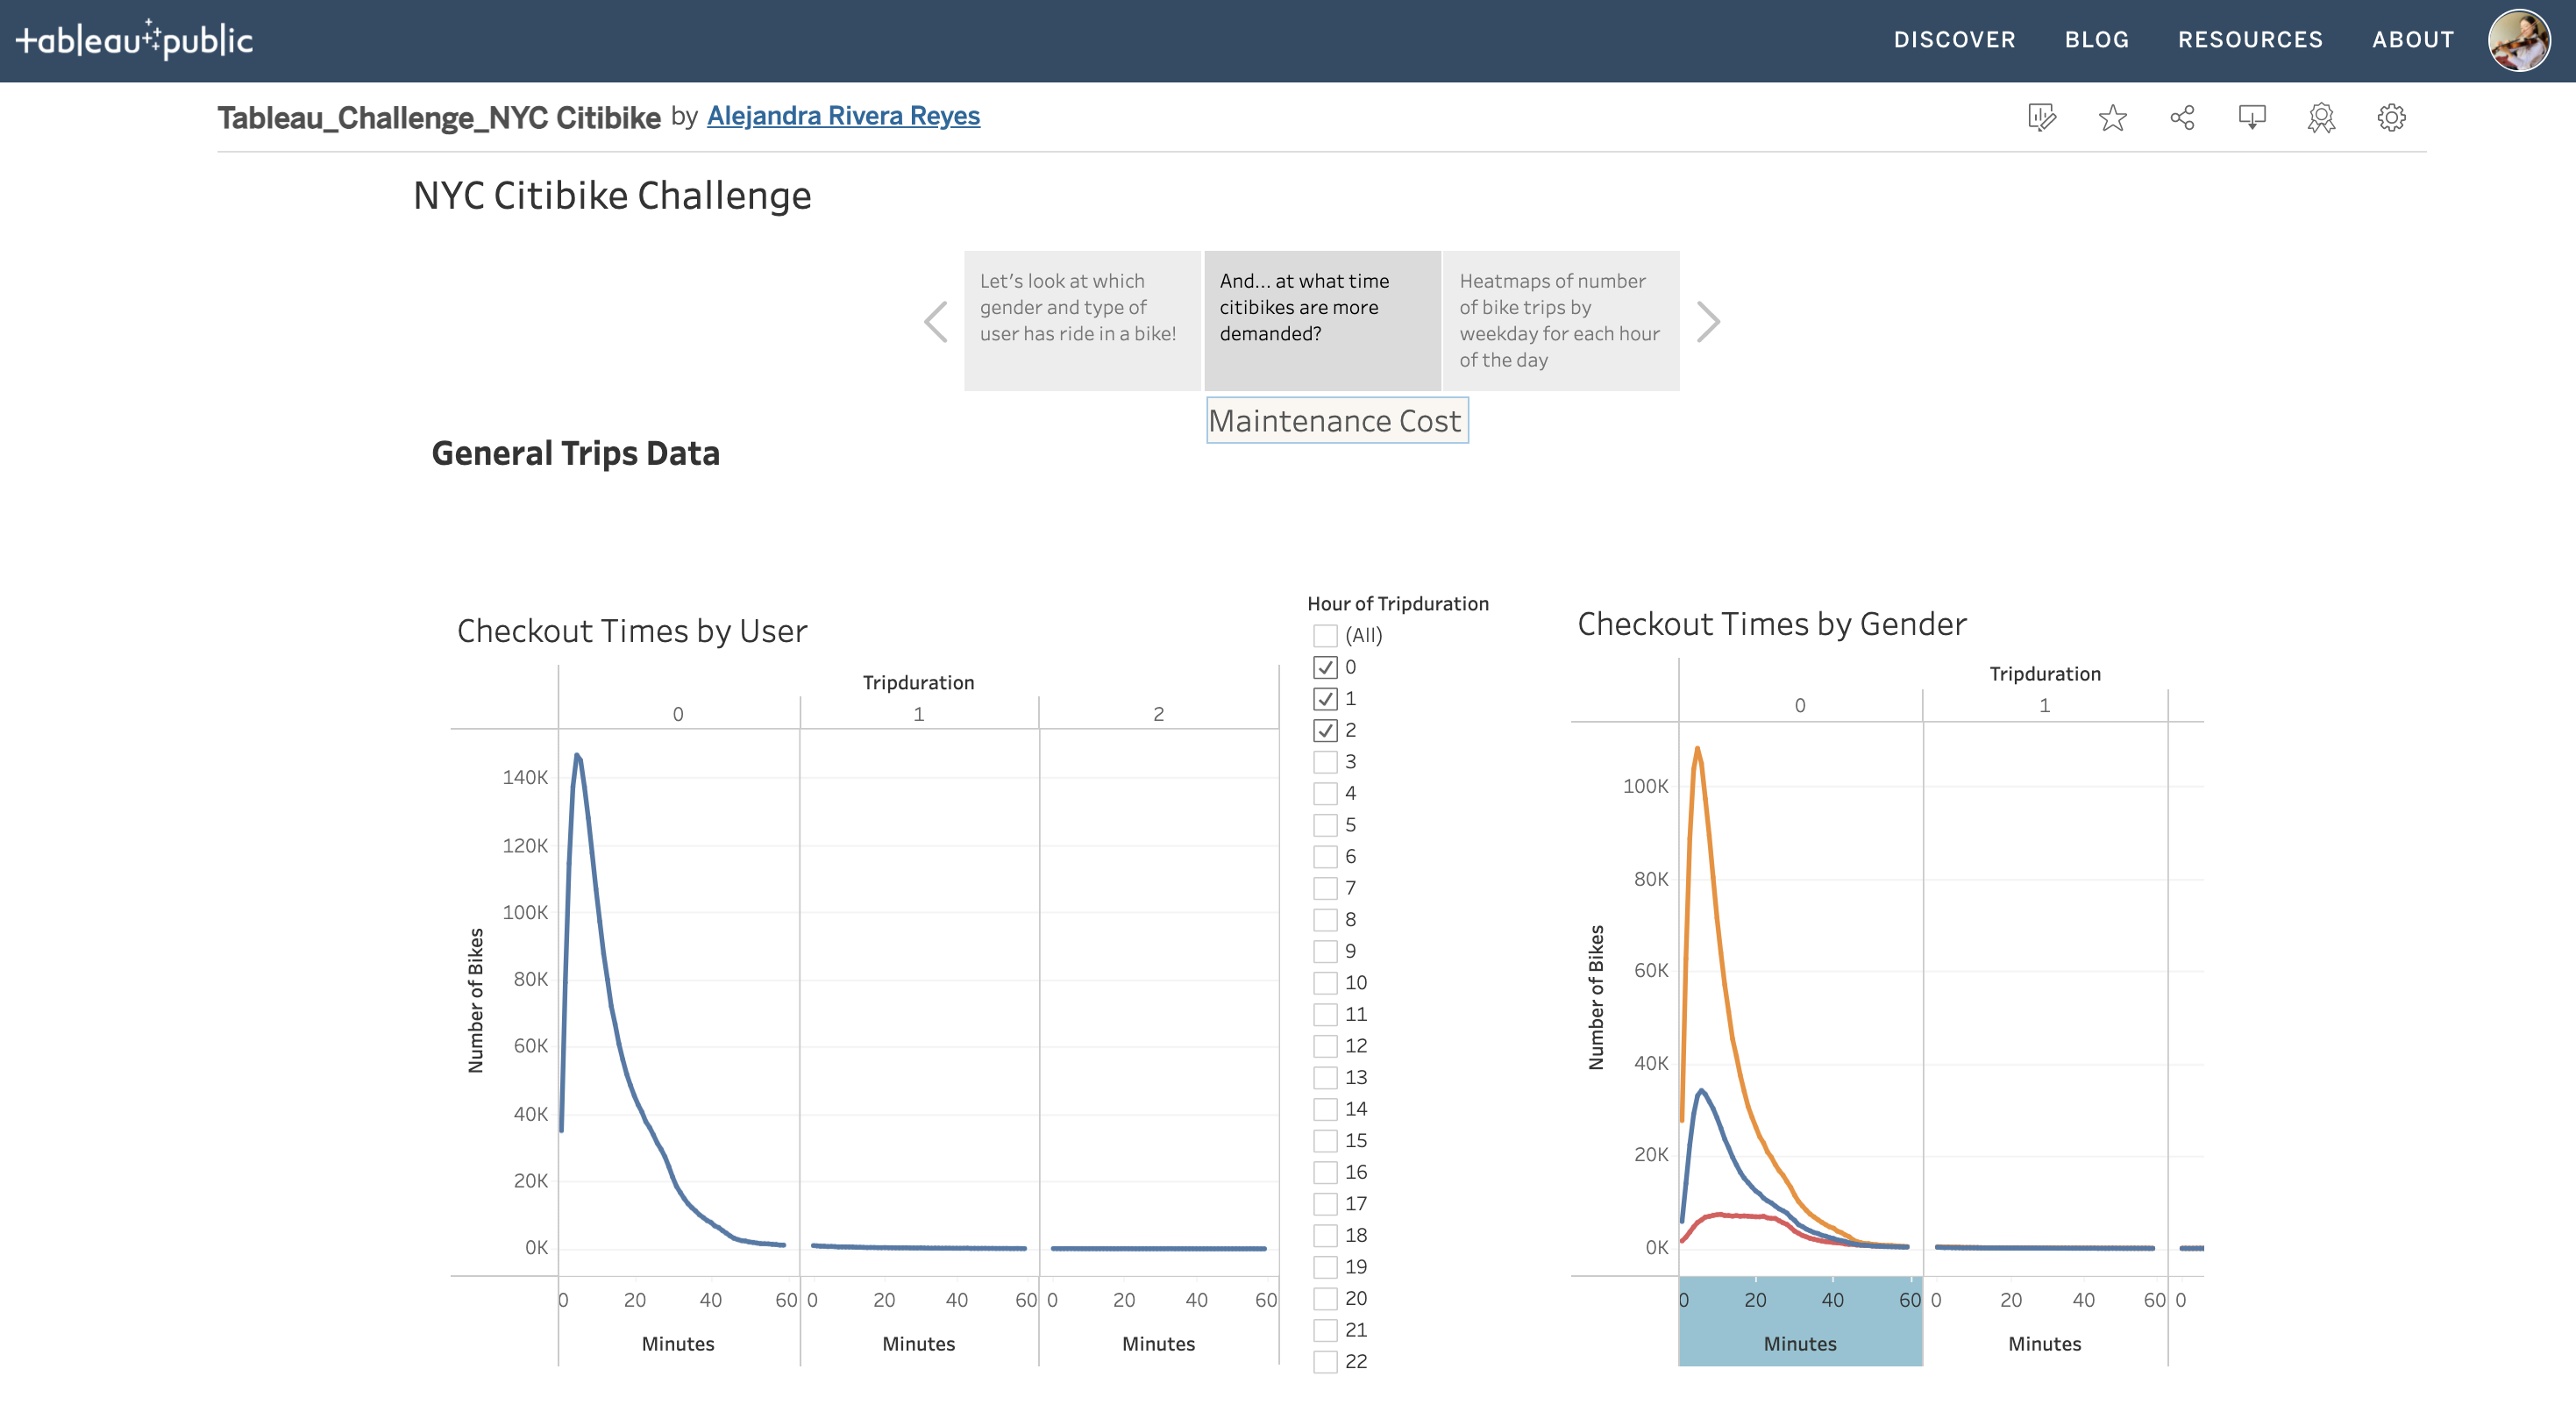 tableau public
DISCOVER BLOG RESOURCES ABOUT
Tableau_Challenge_NYC Citibike by Alejandra Rivera Reyes
NYC Citibike Challenge
Let's look at which
gender and type of
user has ride in a bike!
And... at what time
citibikes are more
demanded?
Heatmaps of number
of bike trips by
weekday for each hour
of the day
Maintenance Cost
General Trips Data
Checkout Times by User
Tripduration
0 1 2
Number of Bikes
140K
120K
100K
80K
60K
40K
20K
0K
0 20 40 60 0 20 40 60 0 20 40 60
Minutes Minutes Minutes
Hour of Tripduration
(All)
0
1
2
3
4
5
6
7
8
9
10
11
12
13
14
15
16
17
18
19
20
21
22
Checkout Times by Gender
Tripduration
0 1
Number of Bikes
100K
80K
60K
40K
20K
0K
0 20 40 60 0 20 40 60 0
Minutes Minutes